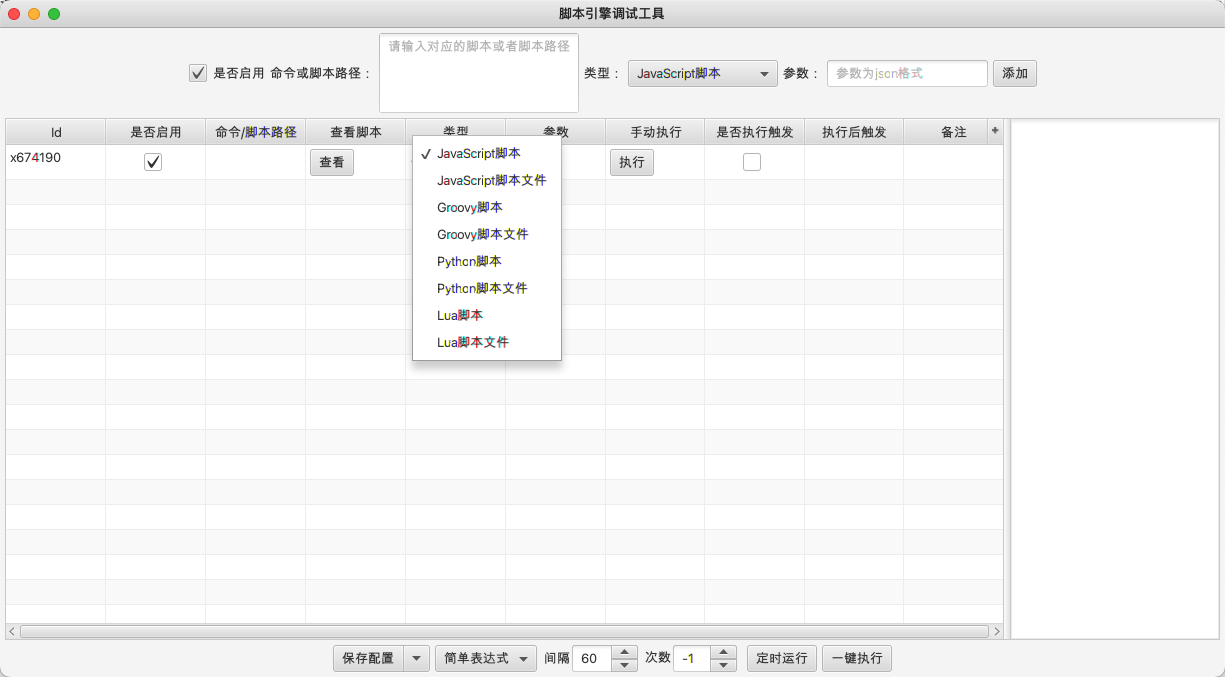 脚本引擎调试工具
是否启用 命令或脚本路径： 请输入对应的脚本或者脚本路径 类型： JavaScript脚本 参数： 参数为json格式 添加
Id 是否启用 命令/脚本路径 查看脚本 类型 参数 手动执行 是否执行触发 执行后触发 备注 +
x674190 查看 执行
JavaScript脚本
JavaScript脚本文件
Groovy脚本
Groovy脚本文件
Python脚本
Python脚本文件
Lua脚本
Lua脚本文件
保存配置 简单表达式 间隔 60 次数 -1 定时运行 一键执行